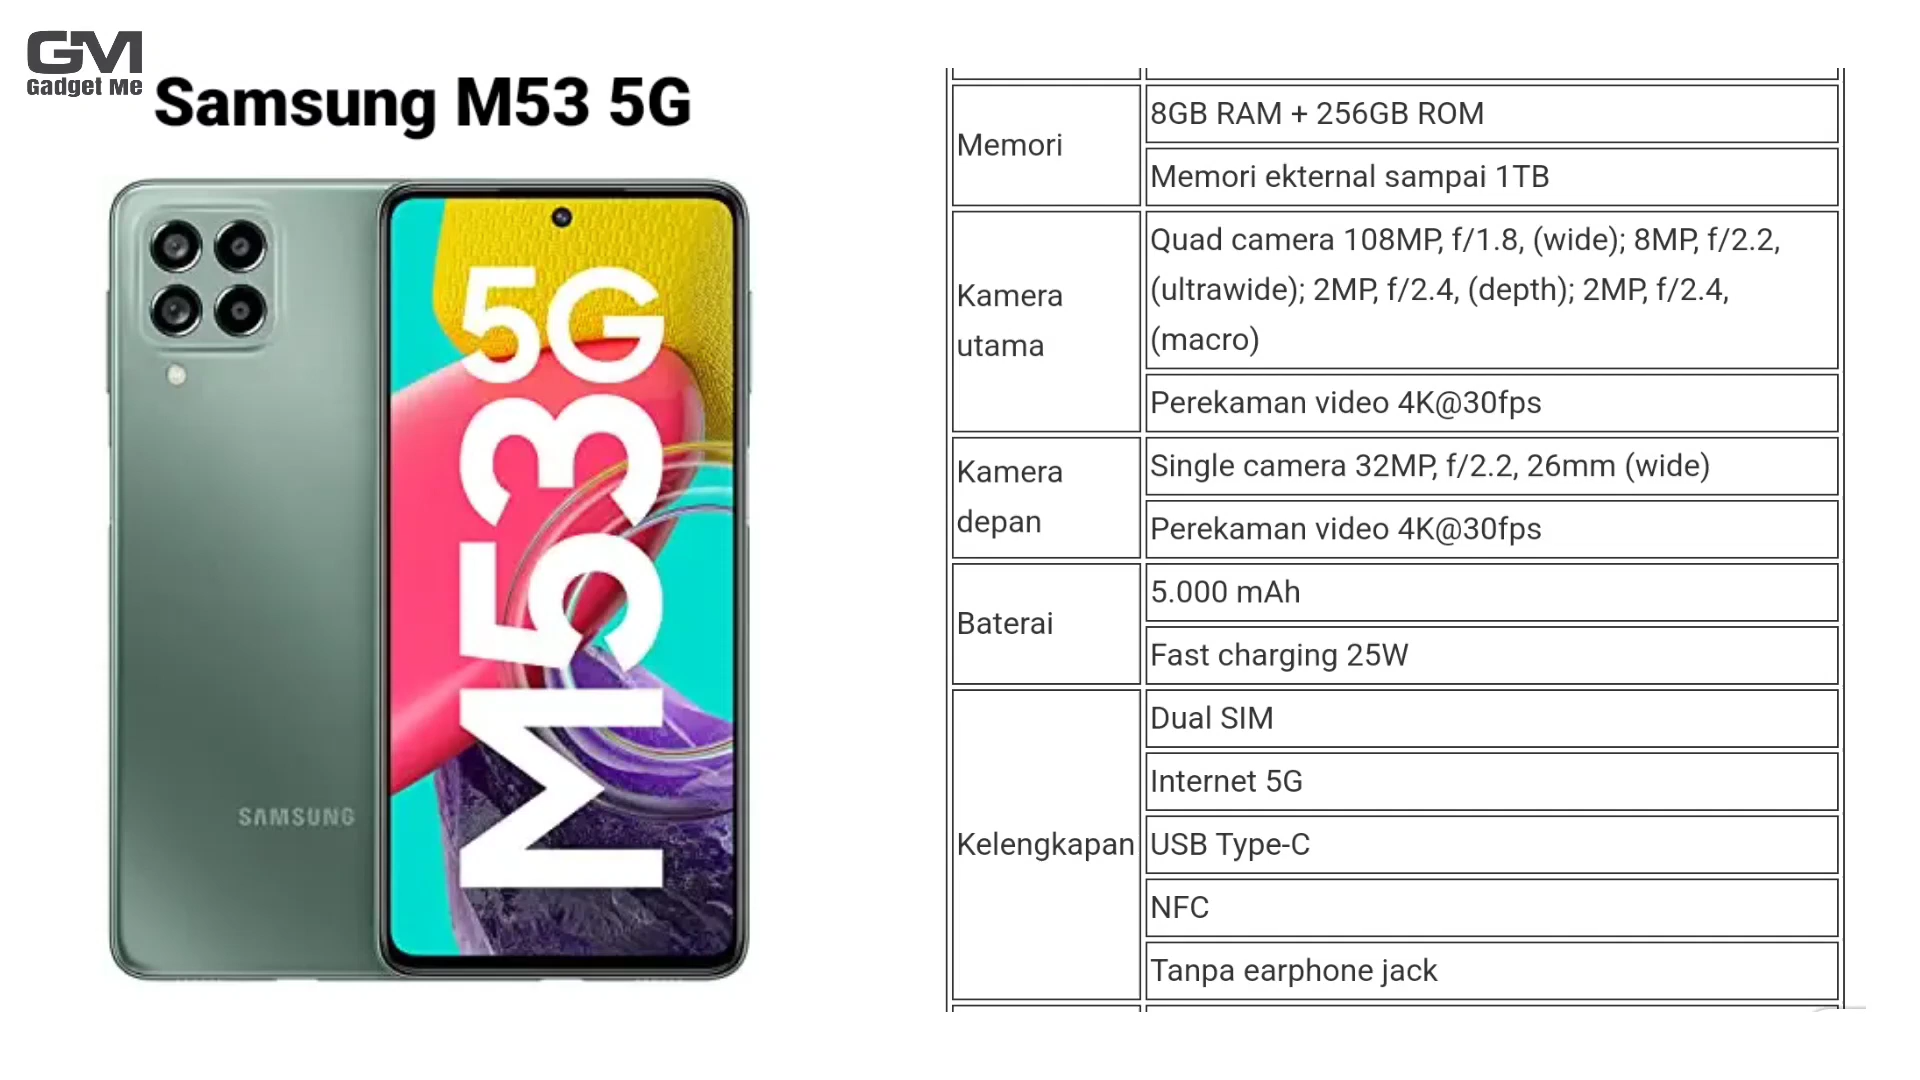 GM
Gadget Me
Samsung M53 5G
SAMSUNG
M53 5G
Memori
8GB RAM + 256GB ROM
Memori ekternal sampai 1TB
Kamera
utama
Quad camera 108MP, f/1.8, (wide); 8MP, f/2.2,
(ultrawide); 2MP, f/2.4, (depth); 2MP, f/2.4,
(macro)
Perekaman video 4K@30fps
Kamera
depan
Single camera 32MP, f/2.2, 26mm (wide)
Perekaman video 4K@30fps
Baterai
5.000 mAh
Fast charging 25W
Kelengkapan
Dual SIM
Internet 5G
USB Type-C
NFC
Tanpa earphone jack